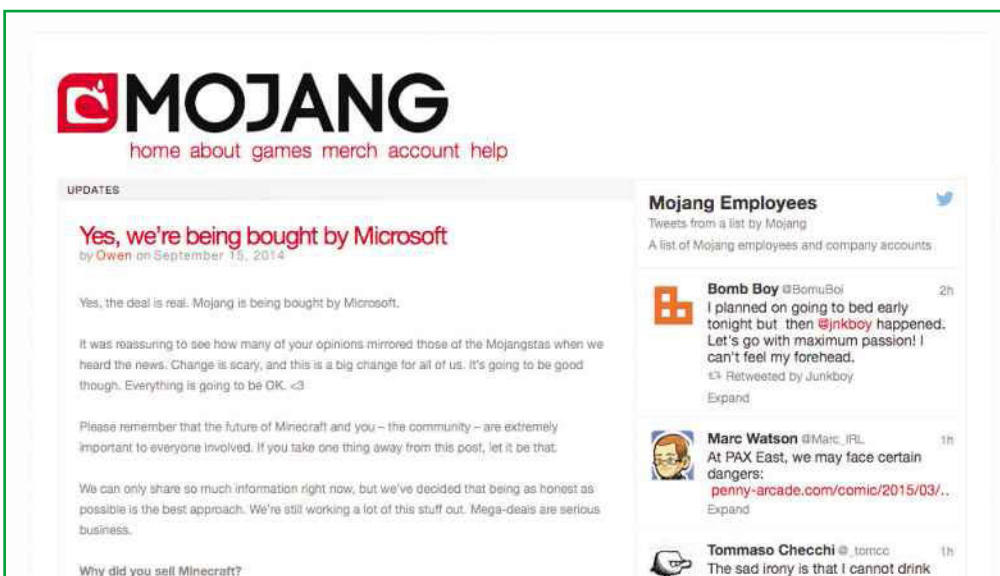 MOJANG
home about games merch account help
UPDATES
Yes, we're being bought by Microsoft
by Owen on September 15, 2014
Yes, the deal is real. Mojang is being bought by Microsoft.
It was reassuring to see how many of your opinions mirrored those of the Mojangstas when we
heard the news. Change is scary, and this is a big change for all of us. It's going to be good
though. Everything is going to be OK. <3
Please remember that the future of Minecraft and you – the community – are extremely
important to everyone involved. If you take one thing away from this post, let it be that.
We can only share so much information right now, but we've decided that being as honest as
possible is the best approach. We're still working a lot of this stuff out. Mega-deals are serious
business.
Why did you sell Minecraft?
Mojang Employees
Tweets from a list by Mojang
A list of Mojang employees and company accounts
Bomb Boy @BomuBoi 2h
I planned on going to bed early
tonight but then @jnkboy happened.
Let's go with maximum passion! I
can't feel my forehead.
Retweeted by Junkboy
Expand
Marc Watson @Marc_IRL 1h
At PAX East, we may face certain
dangers:
penny-arcade.com/comic/2015/03/..
Expand
Tommaso Checchi @_tomcc 1h
The sad irony is that I cannot drink